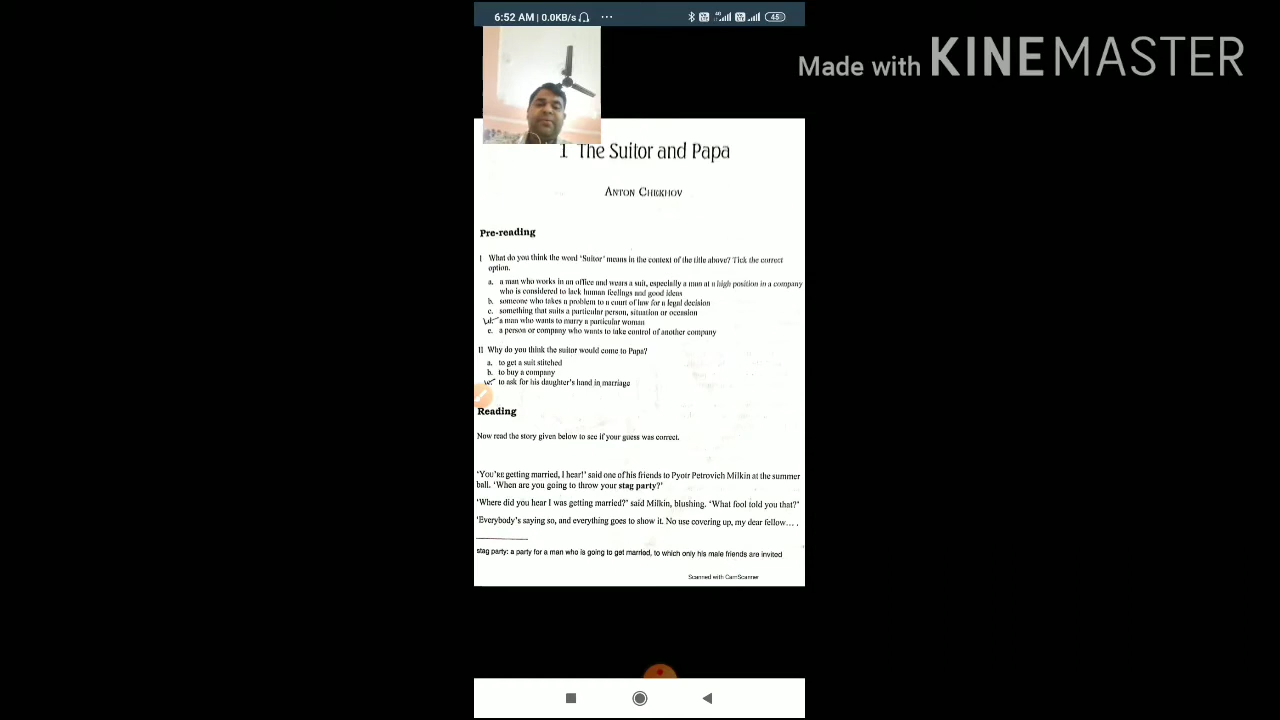 6:52 AM | 0.0KB/s ...
45
Made with KINEMASTER
1 The Suitor and Papa
ANTON CHEKHOV
Pre-reading
I What do you think the word 'Suitor' means in the context of the title above? Tick the correct
option.
a. a man who works in an office and wears a suit, especially a man at a high position in a company
who is considered to lack human feelings and good ideas
b. someone who takes a problem to a court of law for a legal decision
c. something that suits a particular person, situation or occasion
a man who wants to marry a particular woman
e. a person or company who wants to take control of another company
II Why do you think the suitor would come to Papa?
a. to get a suit stitched
b. to buy a company
to ask for his daughter's hand in marriage
Reading
Now read the story given below to see if your guess was correct.
'YOU'RE getting married, I hear!' said one of his friends to Pyotr Petrovich Milkin at the summer
ball. 'When are you going to throw your stag party?'
'Where did you hear I was getting married?' said Milkin, blushing. 'What fool told you that?'
'Everybody's saying so, and everything goes to show it. No use covering up, my dear fellow... .
stag party: a party for a man who is going to get married, to which only his male friends are invited
Scanned with CamScanner